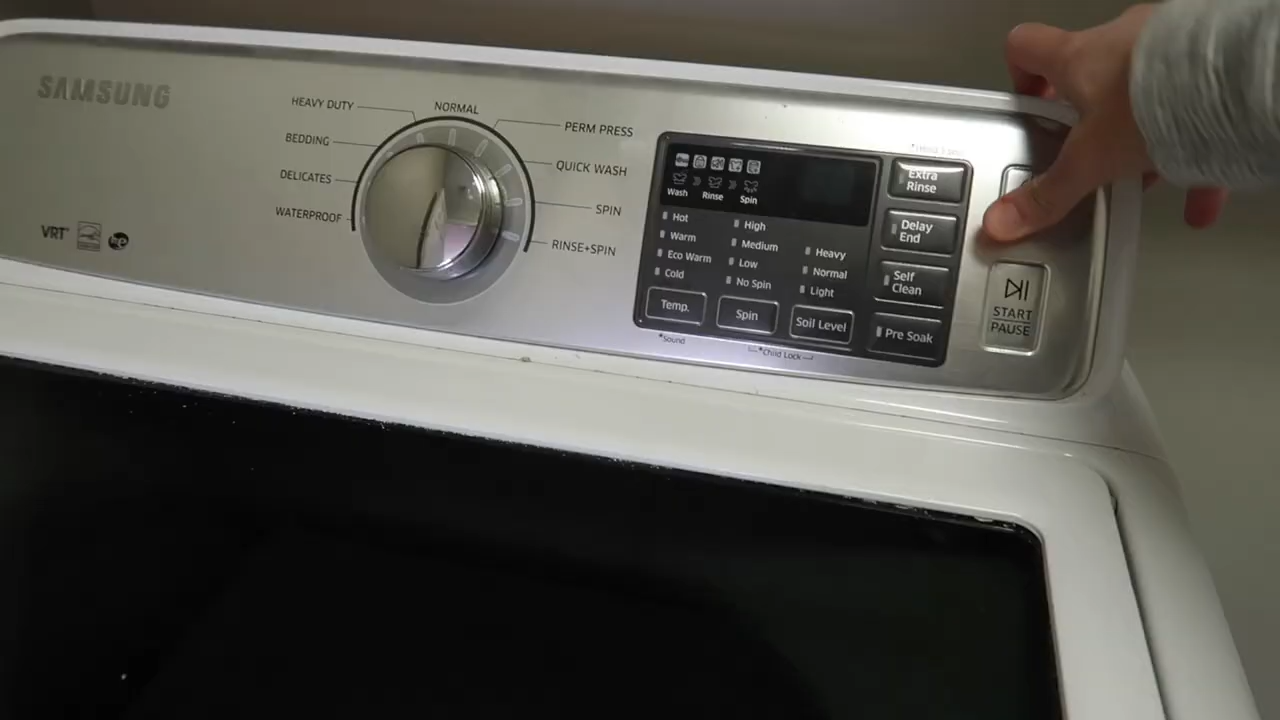 SAMSUNG
VRT
HEAVY DUTY
BEDDING
DELICATES
WATERPROOF
NORMAL
PERM PRESS
QUICK WASH
SPIN
RINSE+SPIN
Wash
Rinse
Spin
Hot
Warm
Eco Warm
Cold
High
Medium
Low
No Spin
Heavy
Normal
Light
Temp.
Spin
Soil Level
*Sound
*Child Lock
Extra
Rinse
Delay
End
Self
Clean
Pre Soak
START
PAUSE